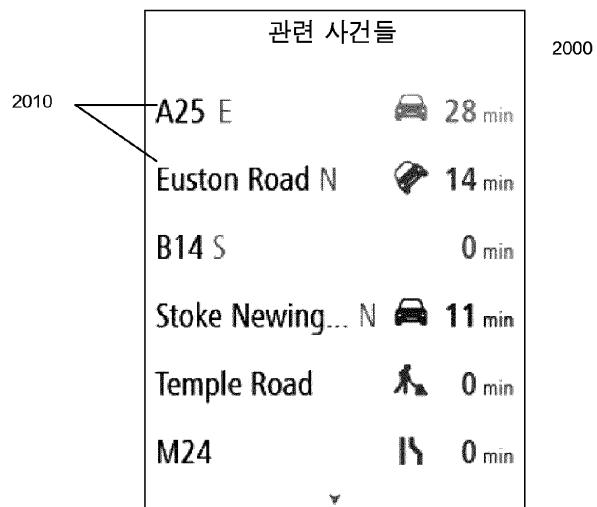 관련 사건들
2000
2010
A25 E 28 min
Euston Road N 14 min
B14 S 0 min
Stoke Newing... N 11 min
Temple Road 0 min
M24 0 min